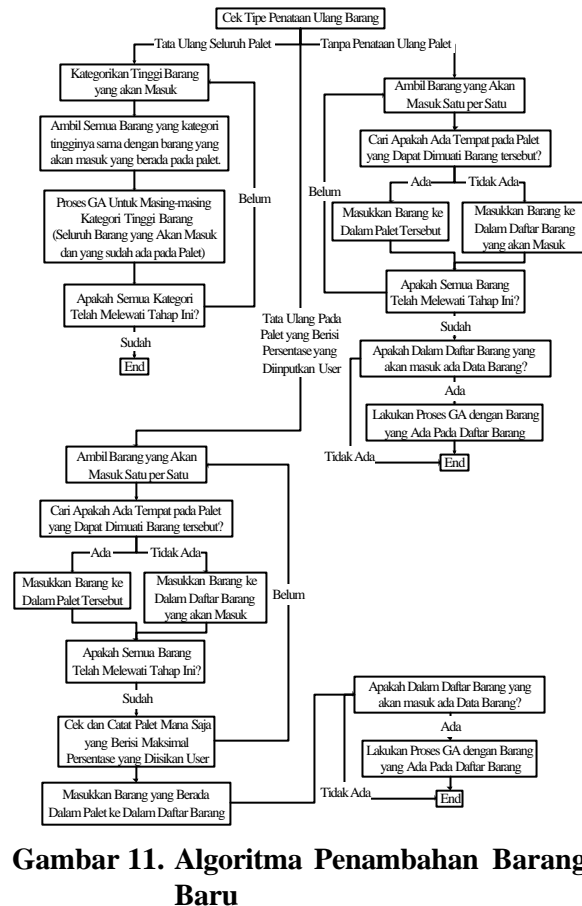 Cek Tipe Penataan Ulang Barang
Tata Ulang Seluruh Palet
Tanpa Penataan Ulang Palet
Kategorikan Tinggi Barang
yang akan Masuk
Ambil Semua Barang yang kategori
tingginya sama dengan barang yang
akan masuk yang berada pada palet.
Belum
Proses GA Untuk Masing-masing
Kategori Tinggi Barang
(Seluruh Barang yang Akan Masuk
dan yang sudah ada pada Palet)
Apakah Semua Kategori
Telah Melewati Tahap Ini?
Sudah
End
Ambil Barang yang Akan
Masuk Satu per Satu
Cari Apakah Ada Tempat pada Palet
yang Dapat Dimuati Barang tersebut?
Belum
Ada
Tidak Ada
Masukkan Barang ke
Dalam Palet Tersebut
Masukkan Barang ke
Dalam Daftar Barang
yang akan Masuk
Apakah Semua Barang
Telah Melewati Tahap Ini?
Sudah
Apakah Dalam Daftar Barang yang
akan masuk ada Data Barang?
Ada
Lakukan Proses GA dengan Barang
yang Ada Pada Daftar Barang
Tidak Ada
End
Tata Ulang Pada
Palet yang Berisi
Persentase yang
Diinputkan User
Ambil Barang yang Akan
Masuk Satu per Satu
Cari Apakah Ada Tempat pada Palet
yang Dapat Dimuati Barang tersebut?
Ada
Tidak Ada
Masukkan Barang ke
Dalam Palet Tersebut
Masukkan Barang ke
Dalam Daftar Barang
yang akan Masuk
Belum
Apakah Semua Barang
Telah Melewati Tahap Ini?
Sudah
Cek dan Catat Palet Mana Saja
yang Berisi Maksimal
Persentase yang Diisikan User
Masukkan Barang yang Berada
Dalam Palet ke Dalam Daftar Barang
Apakah Dalam Daftar Barang yang
akan masuk ada Data Barang?
Ada
Lakukan Proses GA dengan Barang
yang Ada Pada Daftar Barang
Tidak Ada
End
Gambar 11. Algoritma Penambahan Barang
Baru